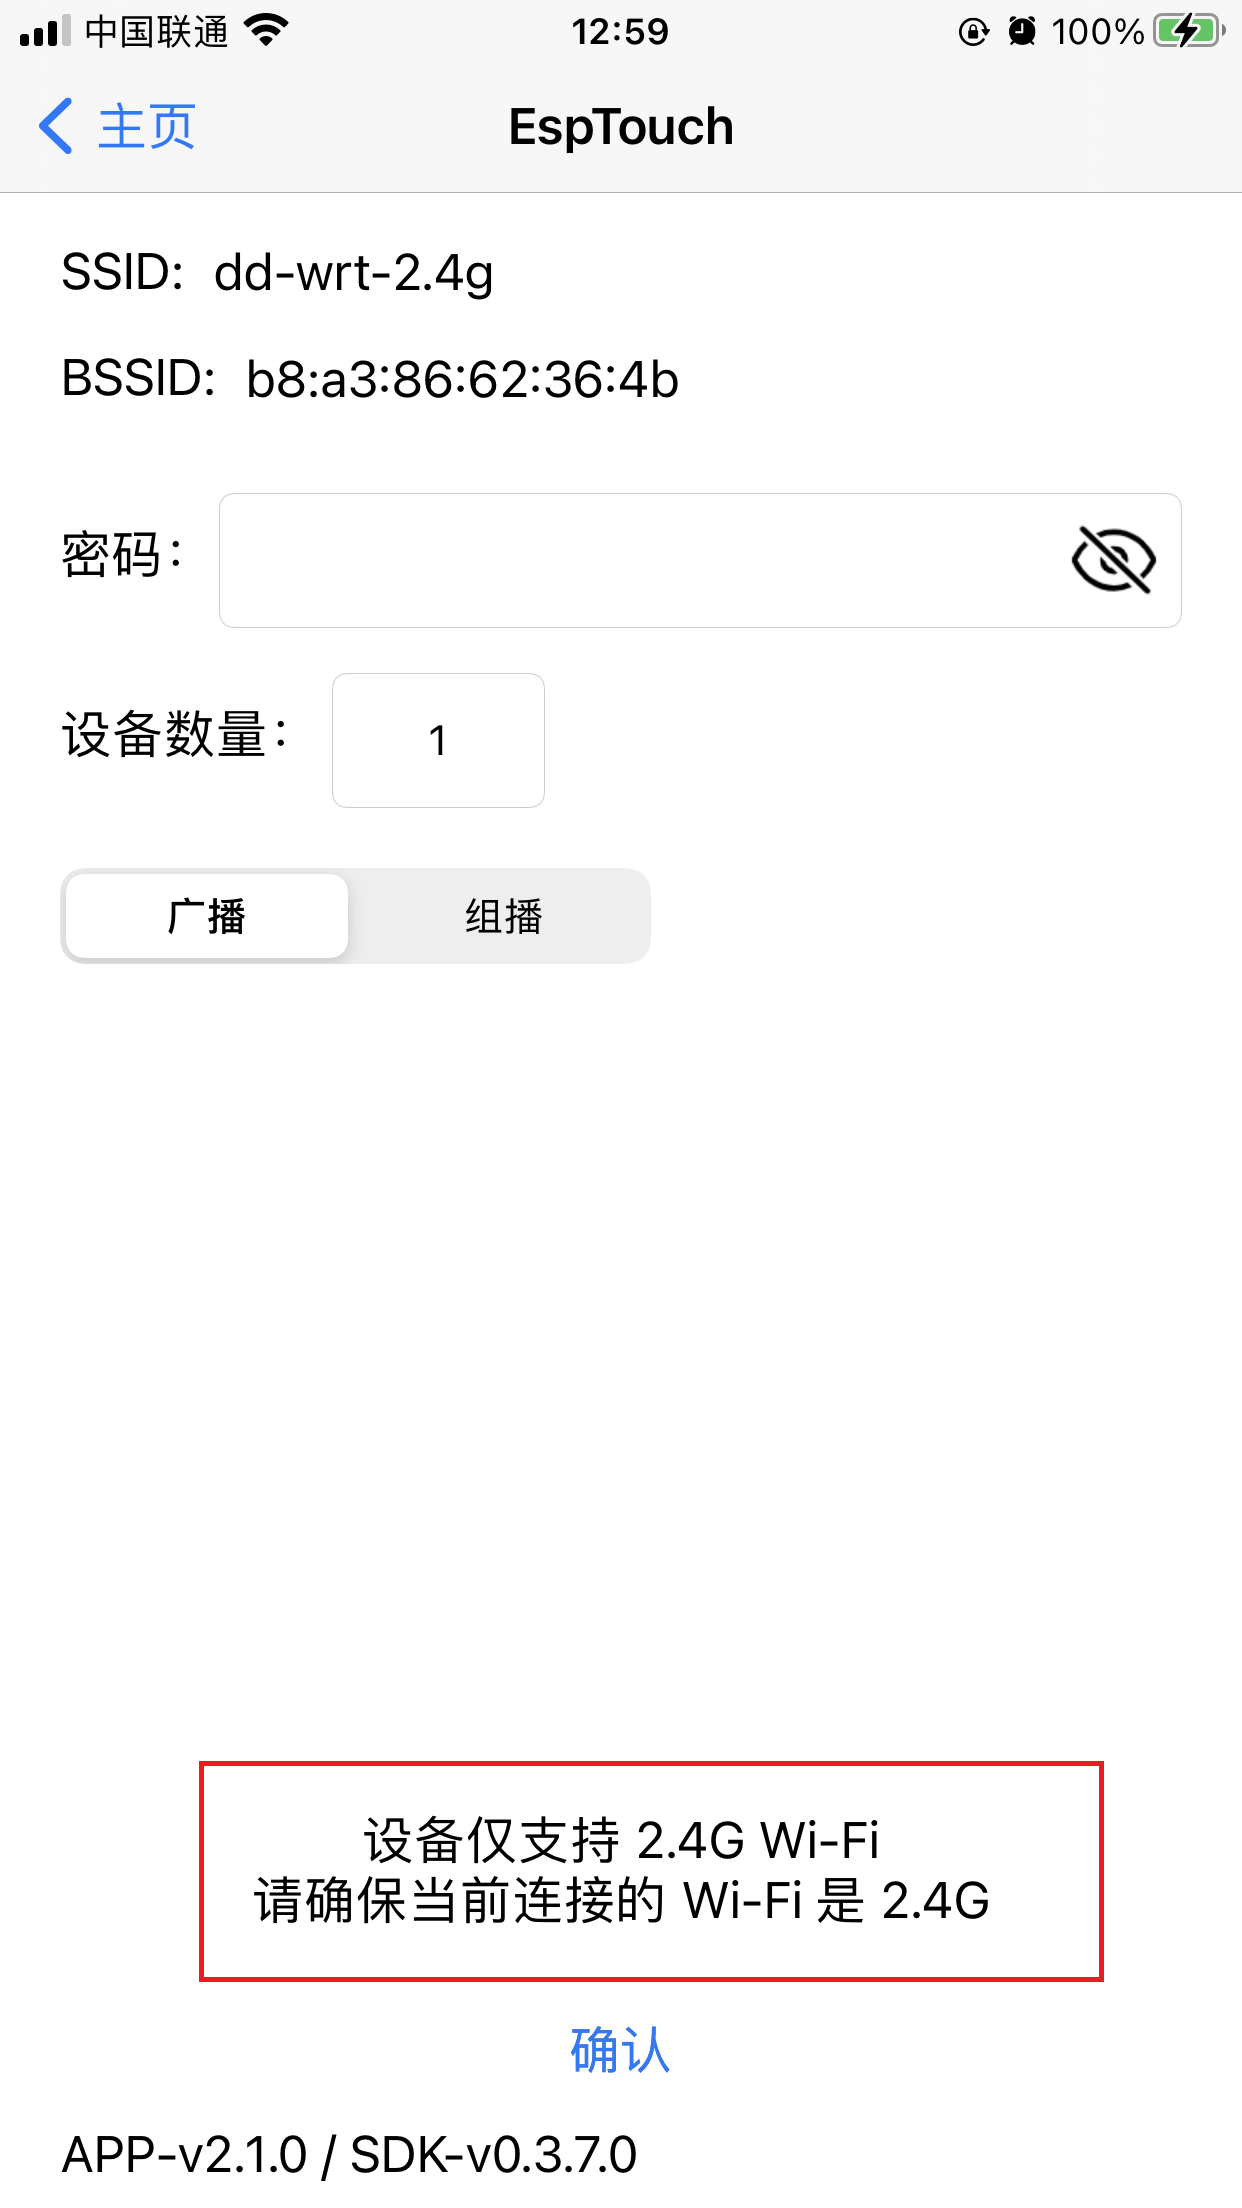 中国联通 12:59 100%
主页 EspTouch
SSID: dd-wrt-2.4g
BSSID: b8:a3:86:62:36:4b
密码：
设备数量： 1
广播 组播
设备仅支持 2.4G Wi-Fi
请确保当前连接的 Wi-Fi 是 2.4G
确认
APP-v2.1.0 / SDK-v0.3.7.0